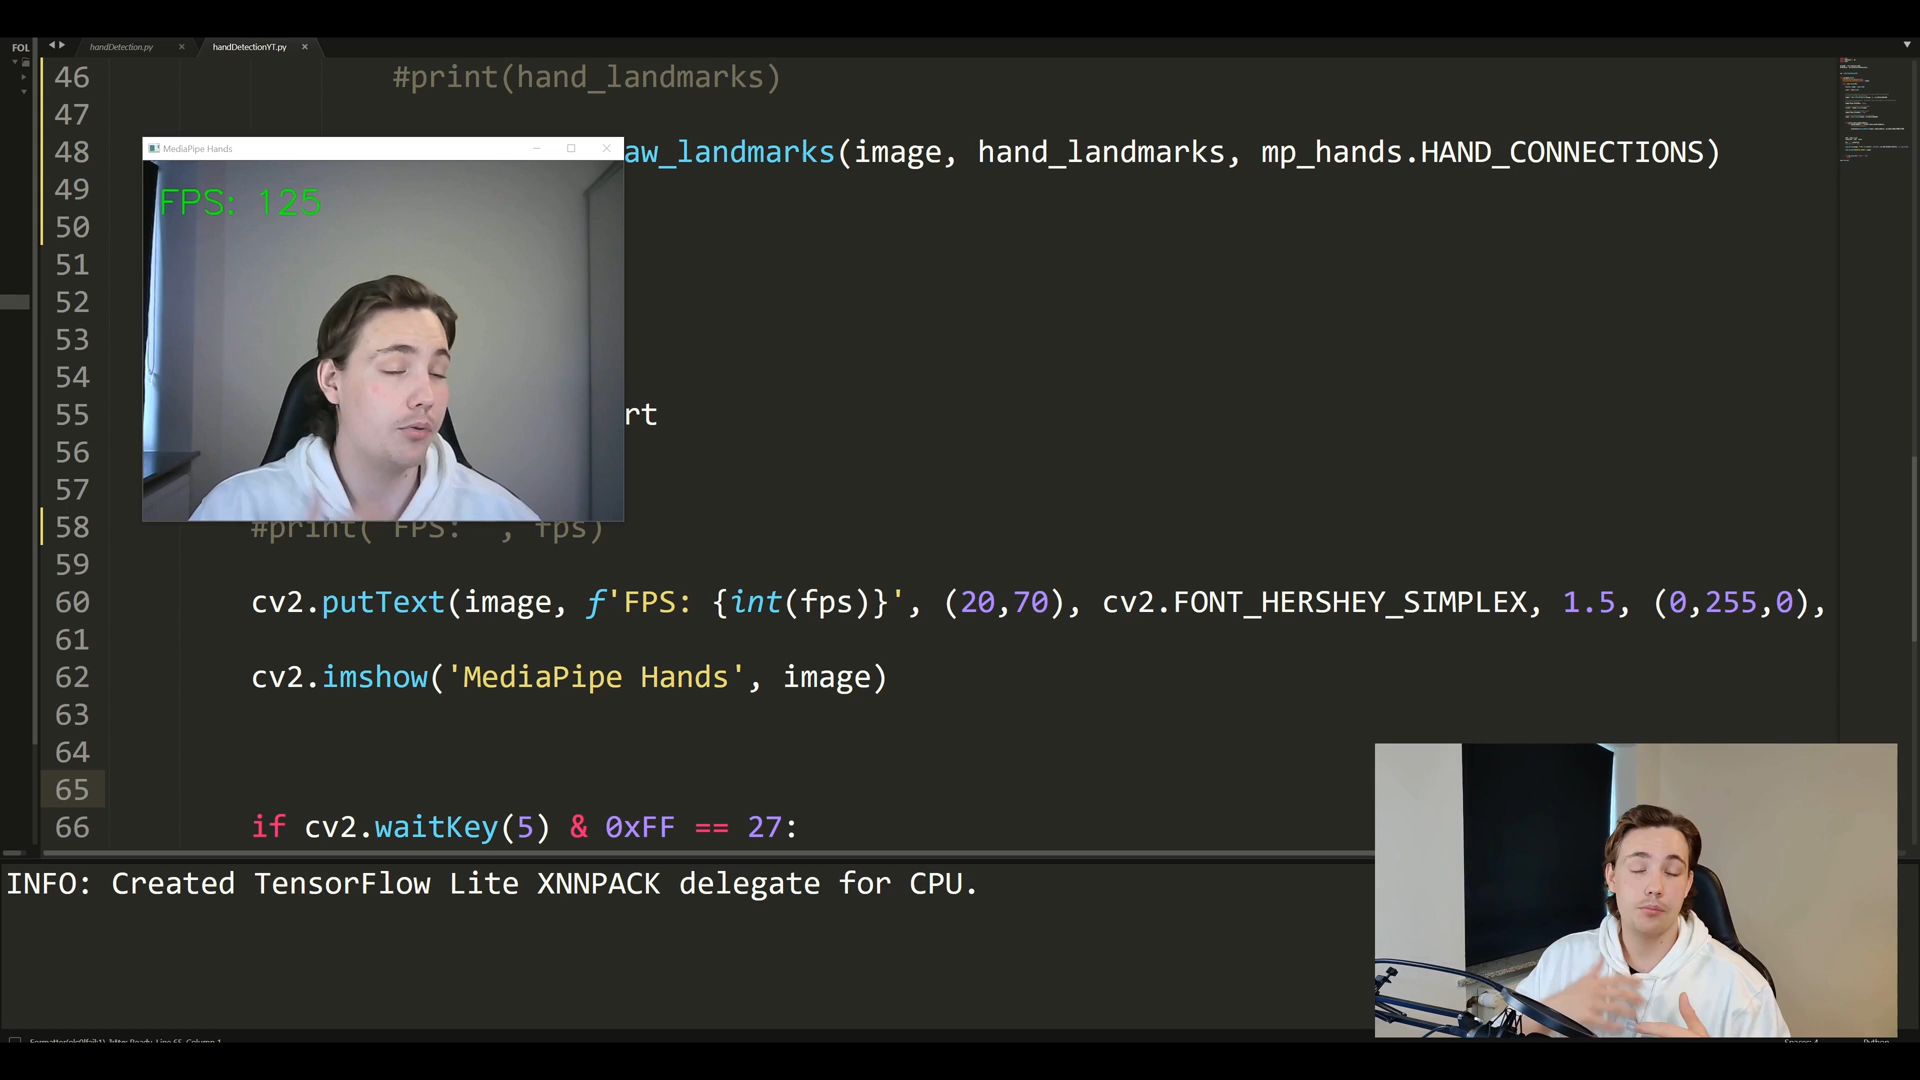 FOL
handDetection.py
handDetectionYT.py
46 #print(hand_landmarks)
47
MediaPipe Hands
48 aw_landmarks(image, hand_landmarks, mp_hands.HAND_CONNECTIONS)
49
FPS: 125
50
51
52
53
54
55 rt
56
57
58 #print( FPS: , fps)
59
60 cv2.putText(image, f'FPS: {int(fps)}', (20,70), cv2.FONT_HERSHEY_SIMPLEX, 1.5, (0,255,0),
61
62 cv2.imshow('MediaPipe Hands', image)
63
64
65
66 if cv2.waitKey(5) & 0xFF == 27:
INFO: Created TensorFlow Lite XNNPACK delegate for CPU.